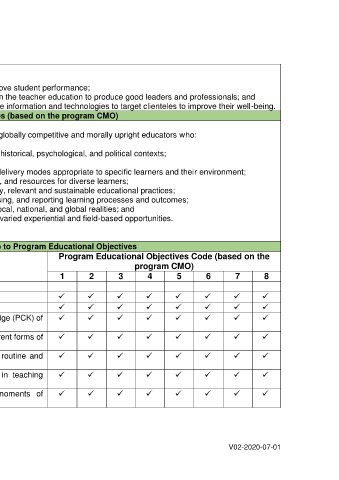 ove student performance;
n the teacher education to produce good leaders and professionals; and
e information and technologies to target clienteles to improve their well-being.
s (based on the program CMO)
globally competitive and morally upright educators who:
historical, psychological, and political contexts;
delivery modes appropriate to specific learners and their environment;
, and resources for diverse learners;
y, relevant and sustainable educational practices;
sing, and reporting learning processes and outcomes;
ocal, national, and global realities; and
varied experiential and field-based opportunities.
to Program Educational Objectives
Program Educational Objectives Code (based on the
program CMO)
1 2 3 4 5 6 7 8
✓ ✓ ✓ ✓ ✓ ✓ ✓ ✓
✓ ✓ ✓ ✓ ✓ ✓ ✓ ✓
dge (PCK) of ✓ ✓ ✓ ✓ ✓ ✓ ✓ ✓
rent forms of ✓ ✓ ✓ ✓ ✓ ✓ ✓ ✓
routine and ✓ ✓ ✓ ✓ ✓ ✓ ✓ ✓
in teaching ✓ ✓ ✓ ✓ ✓ ✓ ✓ ✓
moments of ✓ ✓ ✓ ✓ ✓ ✓ ✓ ✓
V02-2020-07-01